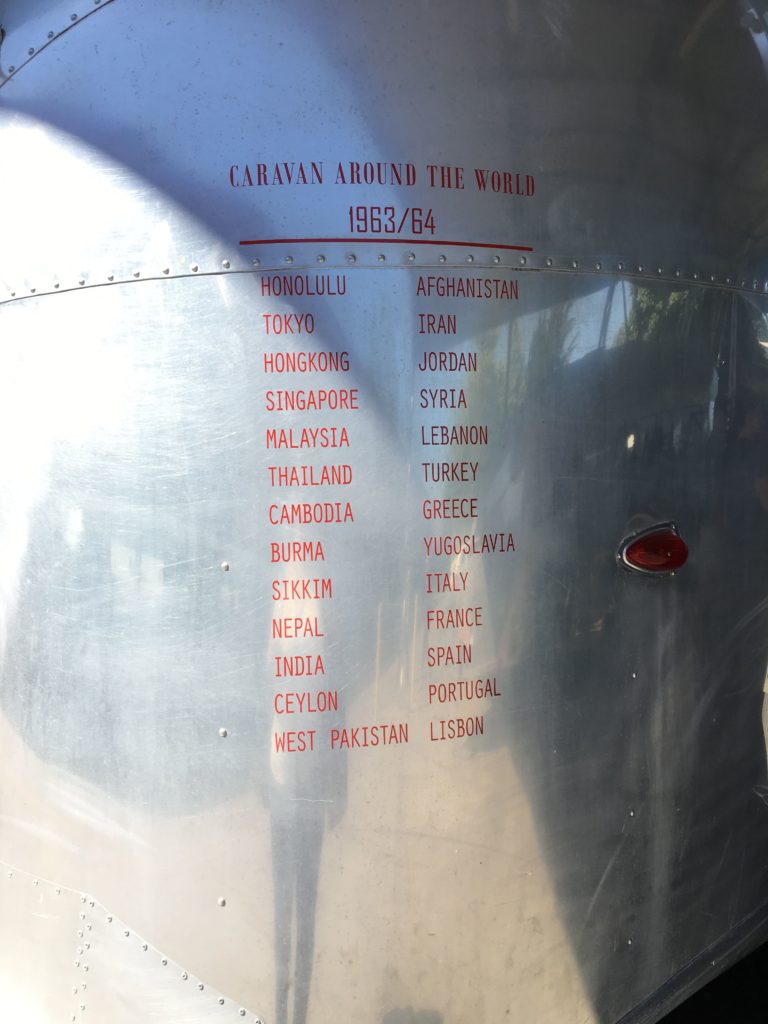 CARAVAN AROUND THE WORLD
1963/64
HONOLULU
TOKYO
HONGKONG
SINGAPORE
MALAYSIA
THAILAND
CAMBODIA
BURMA
SIKKIM
NEPAL
INDIA
CEYLON
WEST PAKISTAN
AFGHANISTAN
IRAN
JORDAN
SYRIA
LEBANON
TURKEY
GREECE
YUGOSLAVIA
ITALY
FRANCE
SPAIN
PORTUGAL
LISBON